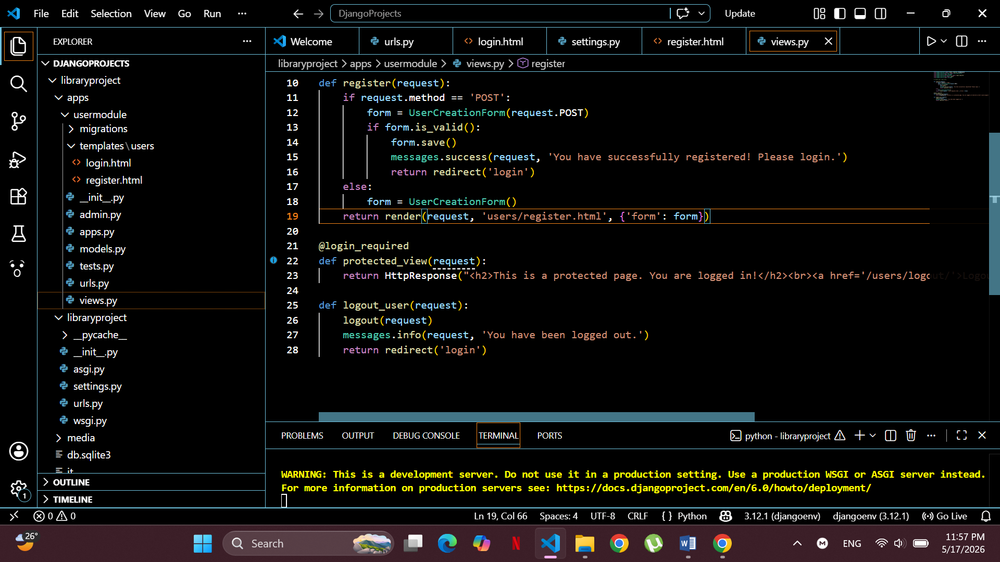 File Edit Selection View Go Run ···
DjangoProjects
Update
EXPLORER
Welcome
urls.py
login.html
settings.py
register.html
views.py
DJANGOPROJECTS
libraryproject
apps
usermodule
migrations
templates\users
login.html
register.html
__init__.py
admin.py
apps.py
models.py
tests.py
urls.py
views.py
libraryproject
__pycache__
__init__.py
asgi.py
settings.py
urls.py
wsgi.py
media
db.sqlite3
OUTLINE
TIMELINE
libraryproject > apps > usermodule > views.py > register
10 def register(request):
11 if request.method == 'POST':
12 form = UserCreationForm(request.POST)
13 if form.is_valid():
14 form.save()
15 messages.success(request, 'You have successfully registered! Please login.')
16 return redirect('login')
17 else:
18 form = UserCreationForm()
19 return render(request, 'users/register.html', {'form': form})
20
21 @login_required
22 def protected_view(request):
23 return HttpResponse("<h2>This is a protected page. You are logged in!</h2><br><a href='/users/logout/'>Logo
24
25 def logout_user(request):
26 logout(request)
27 messages.info(request, 'You have been logged out.')
28 return redirect('login')
PROBLEMS OUTPUT DEBUG CONSOLE TERMINAL PORTS
python - libraryproject
WARNING: This is a development server. Do not use it in a production setting. Use a production WSGI or ASGI server instead.
For more information on production servers see: https://docs.djangoproject.com/en/6.0/howto/deployment/
1
0 0
Ln 19, Col 66 Spaces: 4 UTF-8 CRLF { } Python 3.12.1 (djangoenv) djangoenv (3.12.1) Go Live
26°
Search
ENG
11:57 PM
5/17/2026